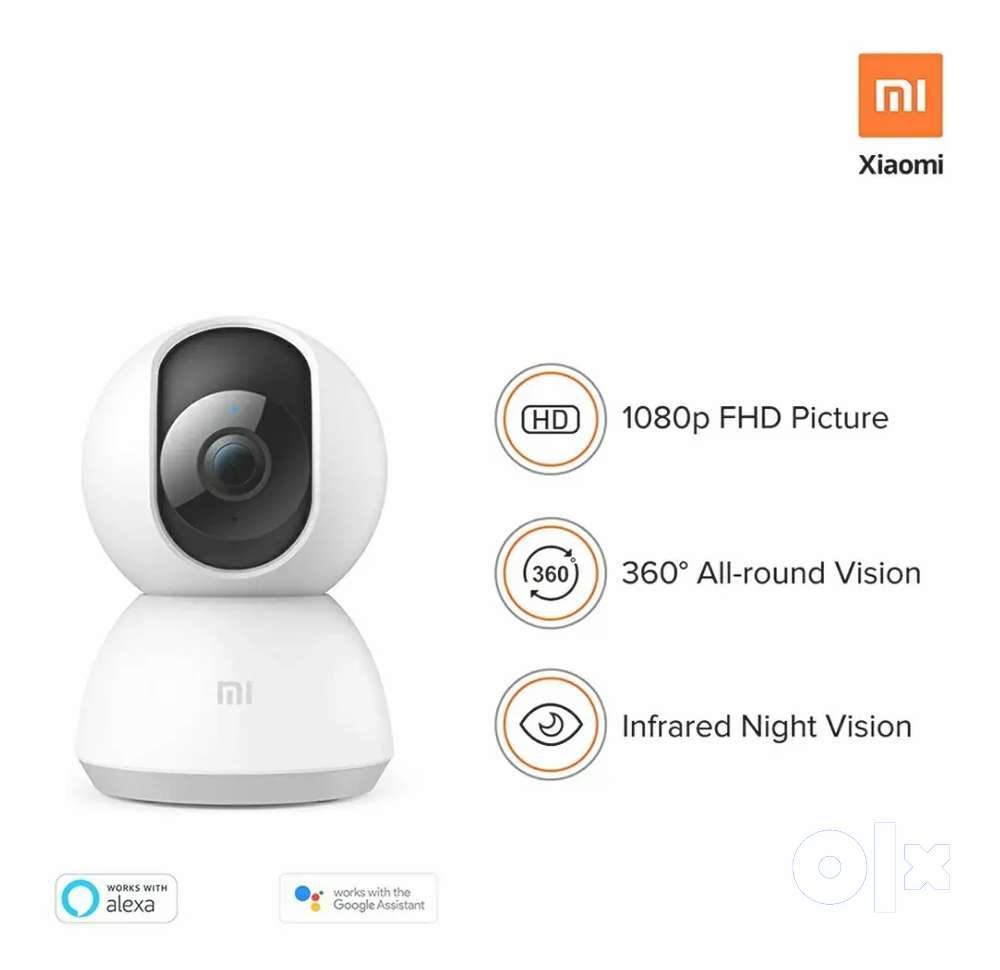 mi
Xiaomi
HD
1080p FHD Picture
360°
360° All-round Vision
Infrared Night Vision
mi
WORKS WITH
alexa
works with the
Google Assistant
olx